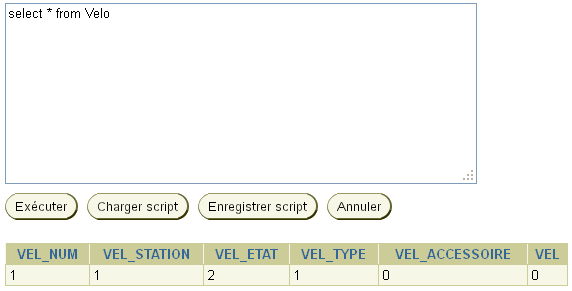 select * from Velo
Exécuter Charger script Enregistrer script Annuler
VEL_NUM VEL_STATION VEL_ETAT VEL_TYPE VEL_ACCESSOIRE VEL
1 1 2 1 0 0